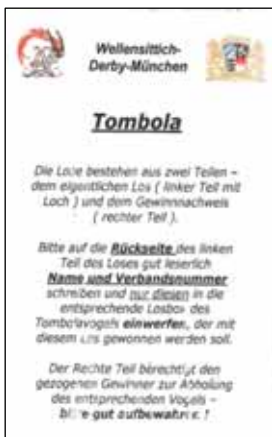 Wellensittich-
Derby-München
Tombola
Die Lose bestehen aus zwei Teilen –
dem eigentlichen Los ( linker Teil mit
Loch ) und dem Gewinnnachweis
( rechter Teil ).
Bitte auf die Rückseite des linken
Teil des Loses gut leserlich
Name und Verbandsnummer
schreiben und nur diesen in die
entsprechende Losbox des
Tombolavogels einwerfen, der mit
diesem Los gewonnen werden soll.
Der Rechte Teil berechtigt den
gezogenen Gewinner zur Abholung
des entsprechenden Vogels –
bitte gut aufbewahren !